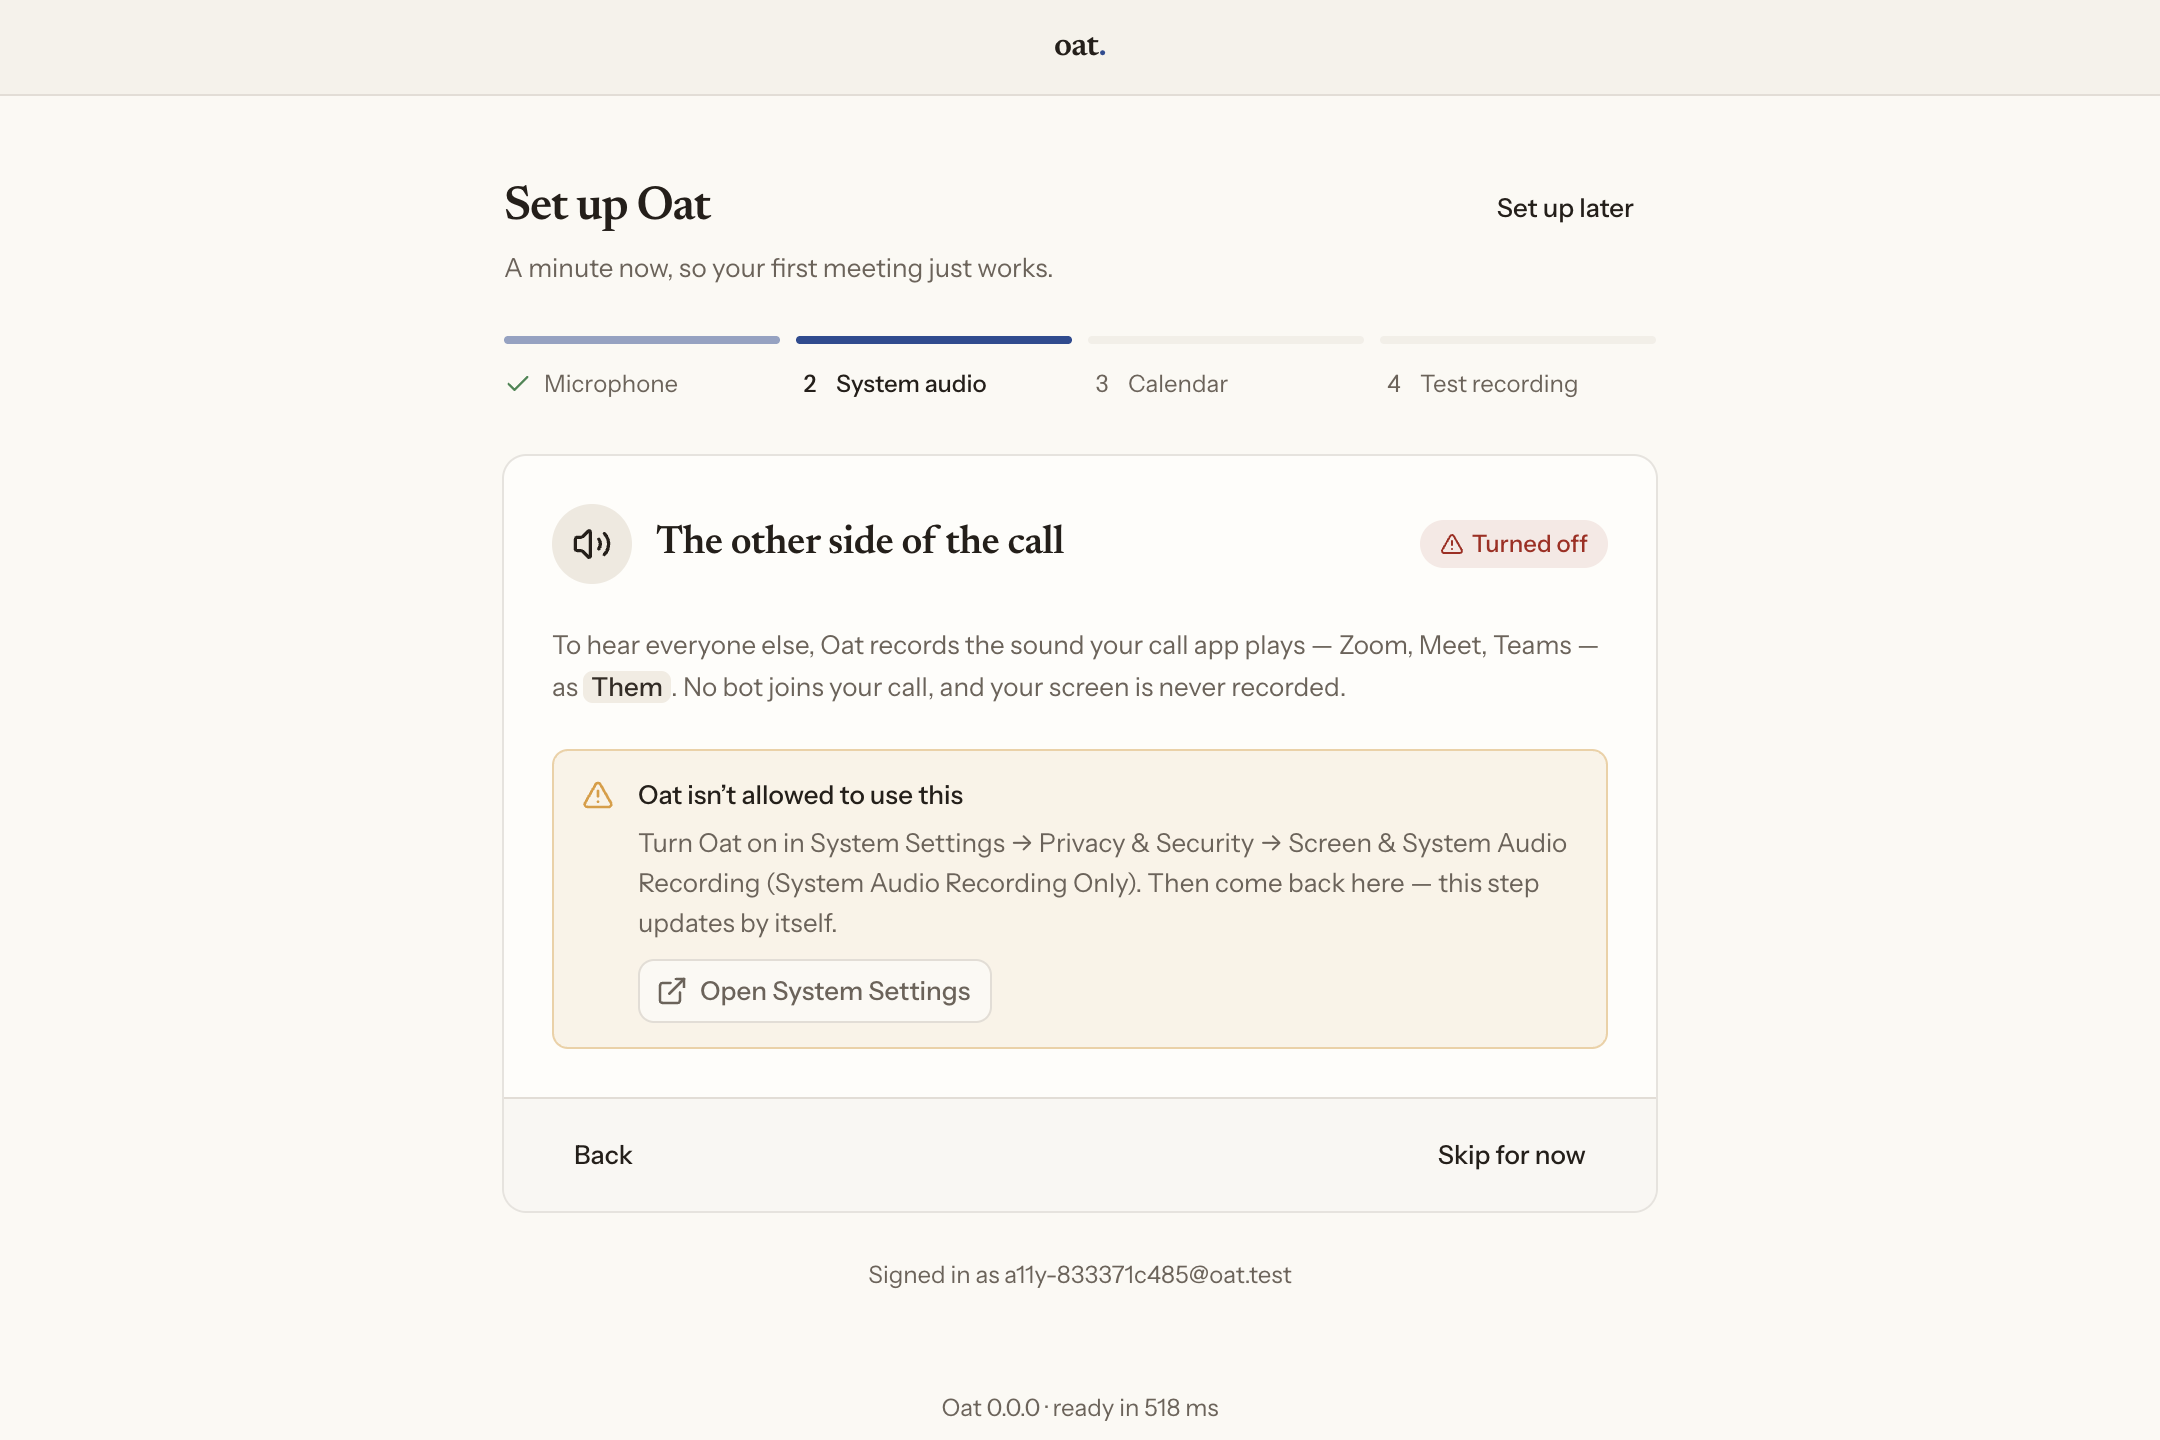 oat.
Set up Oat
Set up later
A minute now, so your first meeting just works.
Microphone
2 System audio
3 Calendar
4 Test recording
The other side of the call
Turned off
To hear everyone else, Oat records the sound your call app plays — Zoom, Meet, Teams —
as Them. No bot joins your call, and your screen is never recorded.
Oat isn’t allowed to use this
Turn Oat on in System Settings → Privacy & Security → Screen & System Audio
Recording (System Audio Recording Only). Then come back here — this step
updates by itself.
Open System Settings
Back
Skip for now
Signed in as a11y-833371c485@oat.test
Oat 0.0.0 · ready in 518 ms